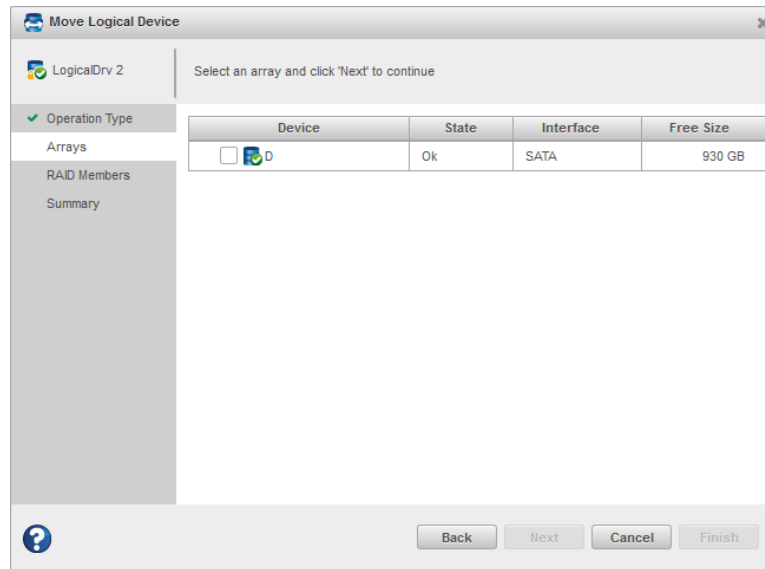 Move Logical Device
LogicalDrv 2
Select an array and click 'Next' to continue
Operation Type
Arrays
RAID Members
Summary
Device State Interface Free Size
D Ok SATA 930 GB
? Back Next Cancel Finish